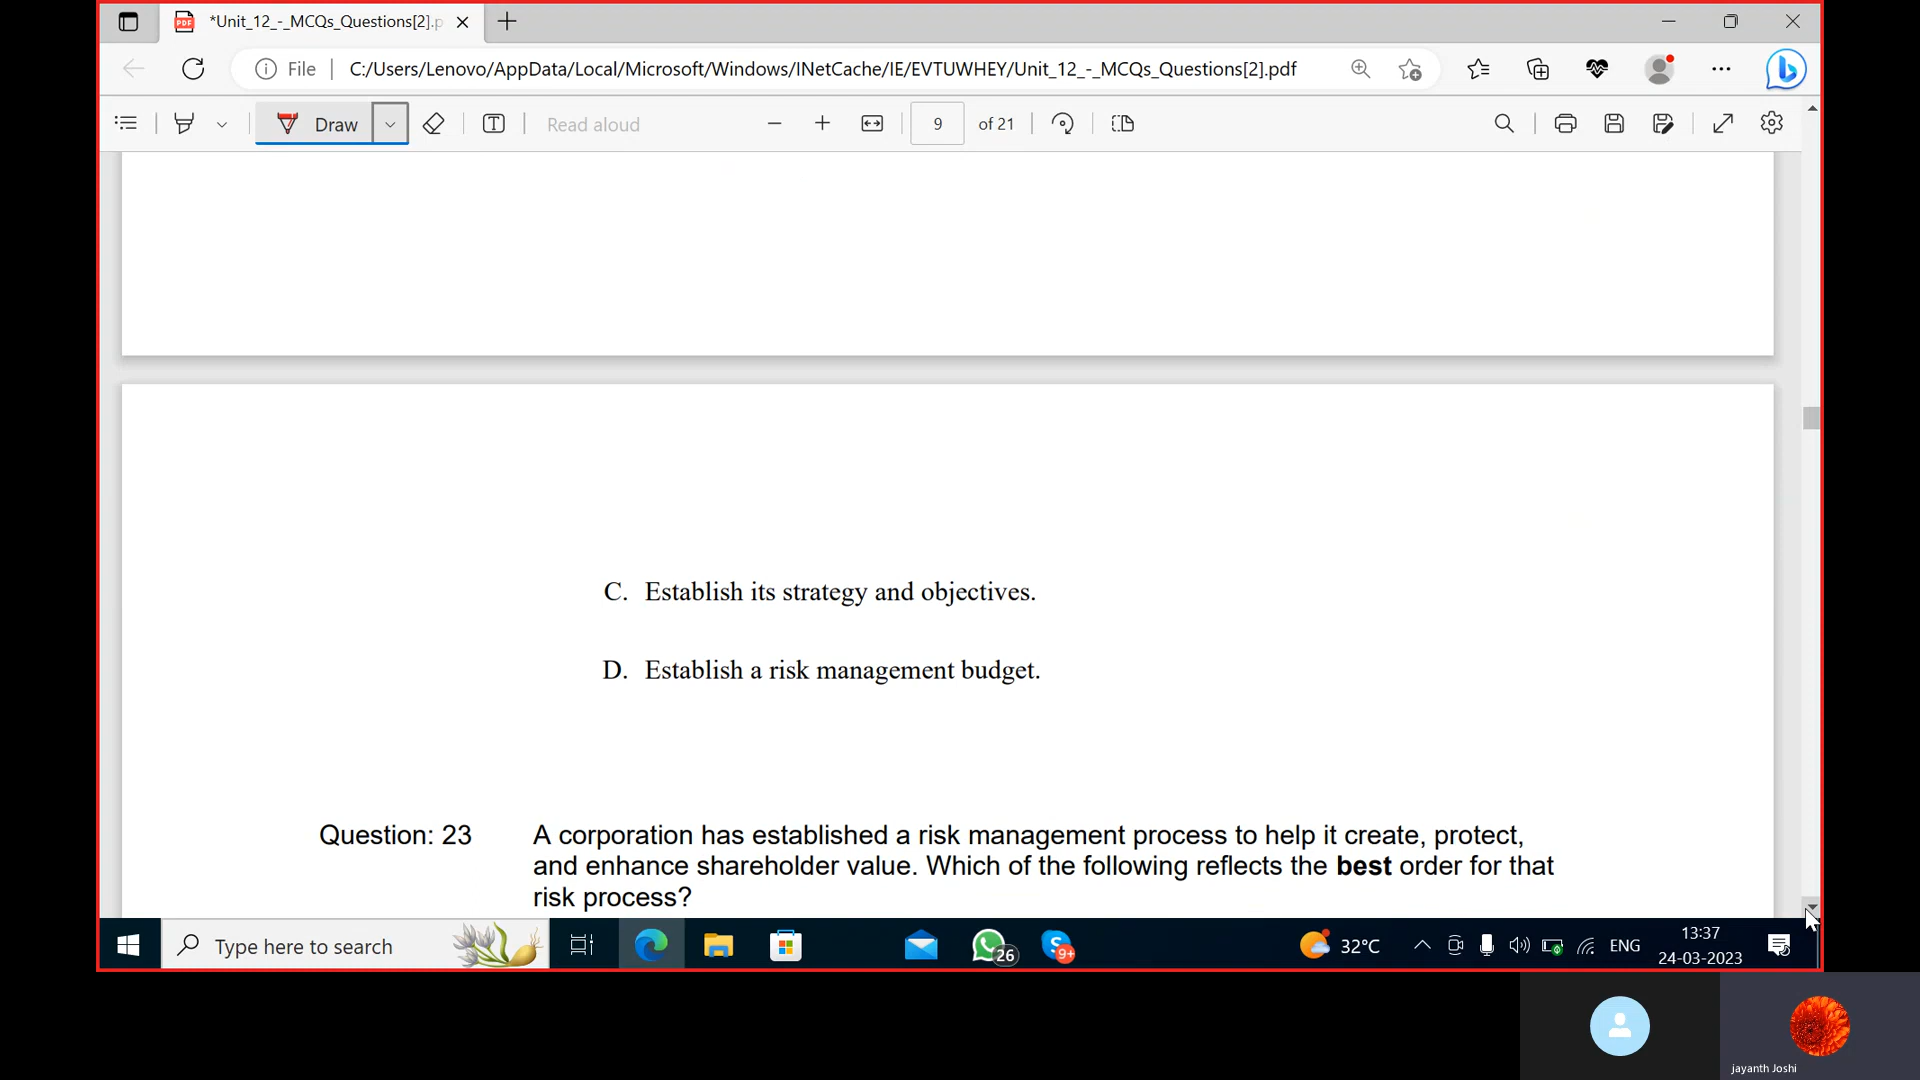 *Unit_12_-_MCQs_Questions[2].p
File
C:/Users/Lenovo/AppData/Local/Microsoft/Windows/INetCache/IE/EVTUWHEY/Unit_12_-_MCQs_Questions[2].pdf
Draw
Read aloud
9
of 21
C. Establish its strategy and objectives.
D. Establish a risk management budget.
Question: 23
A corporation has established a risk management process to help it create, protect,
and enhance shareholder value. Which of the following reflects the best order for that
risk process?
Type here to search
26
9+
32°C
ENG
13:37
24-03-2023
jayanth Joshi